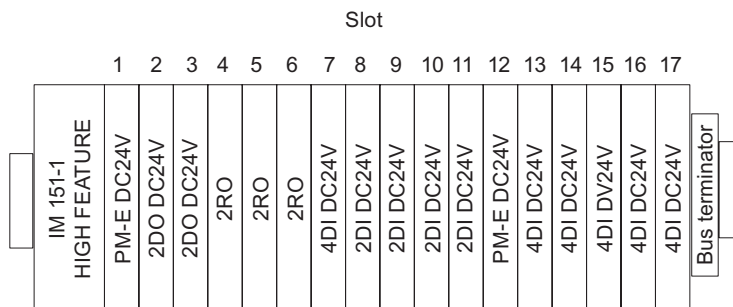 Slot
1 2 3 4 5 6 7 8 9 10 11 12 13 14 15 16 17
IM 151-1
HIGH FEATURE
PM-E DC24V
2DO DC24V
2DO DC24V
2RO
2RO
2RO
4DI DC24V
2DI DC24V
2DI DC24V
2DI DC24V
2DI DC24V
PM-E DC24V
4DI DC24V
4DI DC24V
4DI DV24V
4DI DC24V
4DI DC24V
Bus terminator